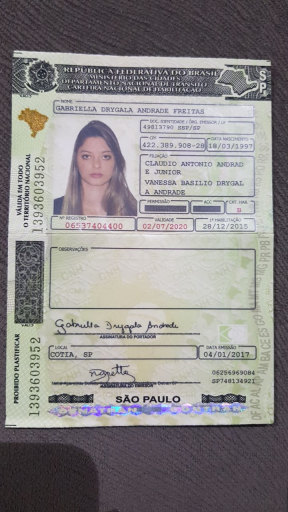 REPÚBLICA FEDERATIVA DO BRASIL
MINISTÉRIO DAS CIDADES
DEPARTAMENTO NACIONAL DE TRÂNSITO
CARTEIRA NACIONAL DE HABILITAÇÃO
SP
NOME
GABRIELLA DRYGALA ANDRADE FREITAS
DOC. IDENTIDADE / ÓRG. EMISSOR / UF
49813790 SSP/SP
CPF
DATA NASCIMENTO
422.389.908-28
18/03/1997
FILIAÇÃO
CLAUDIO ANTONIO ANDRAD
E JUNIOR
VANESSA BASILIO DRYGAL
A ANDRADE
PERMISSÃO
ACC
CAT. HAB.
B
Nº REGISTRO
VALIDADE
1ª HABILITAÇÃO
06537404400
02/07/2020
28/12/2015
VÁLIDA EM TODO
O TERRITÓRIO NACIONAL
1393603952
OBSERVAÇÕES
Gabriella Drygala Andrade
ASSINATURA DO PORTADOR
LOCAL
DATA EMISSÃO
COTIA, SP
04/01/2017
06256969084
SP748134921
ASSINATURA DO EMISSOR
PROIBIDO PLASTIFICAR
1393603952
SÃO PAULO